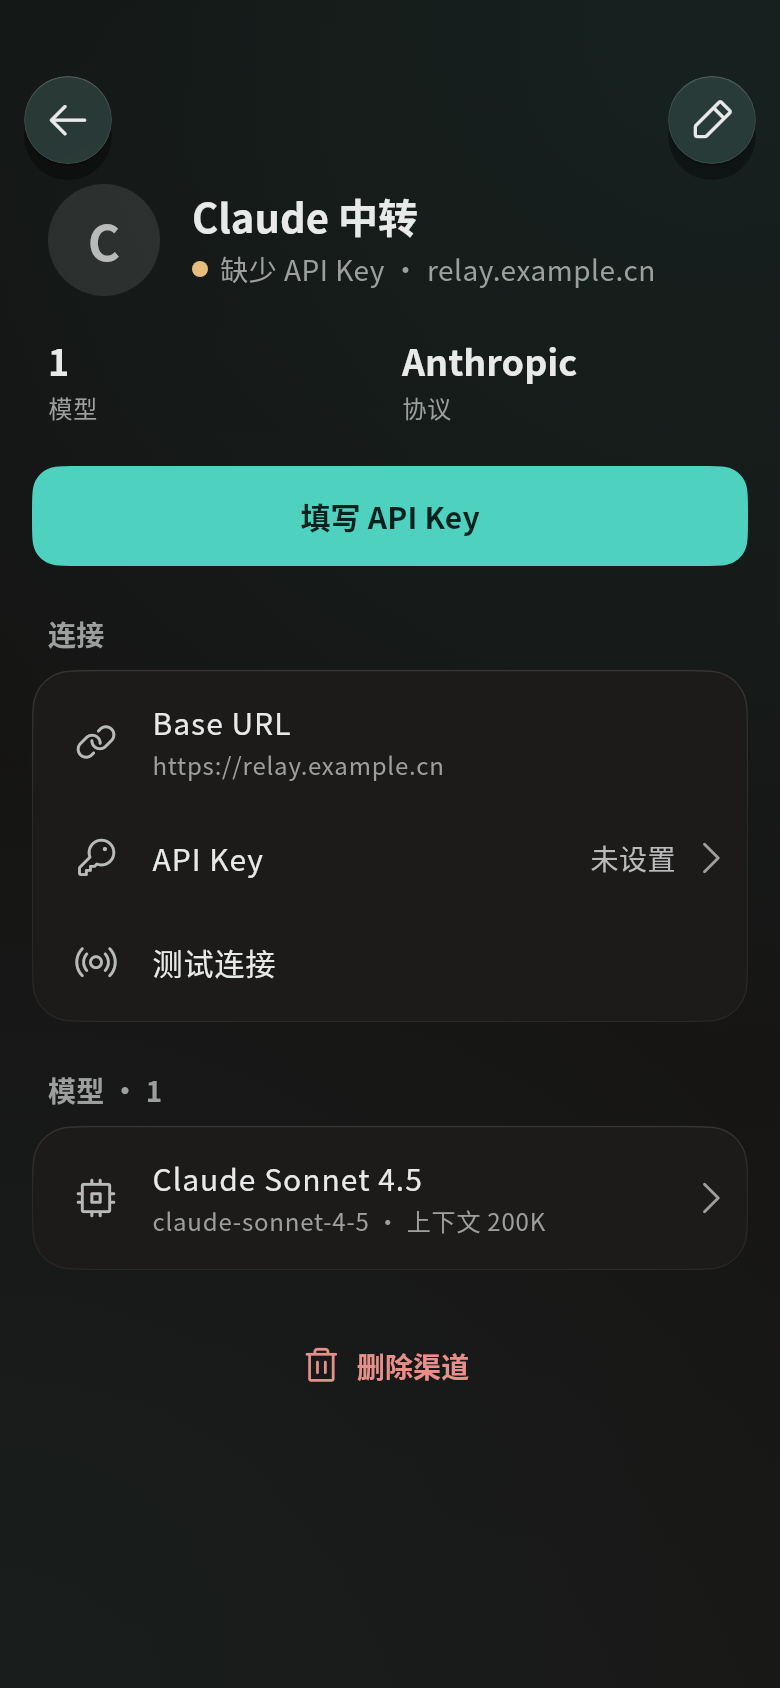 C
Claude 中转
缺少 API Key · relay.example.cn
1
模型
Anthropic
协议
填写 API Key
连接
Base URL
https://relay.example.cn
API Key
未设置
测试连接
模型 · 1
Claude Sonnet 4.5
claude-sonnet-4-5 · 上下文 200K
删除渠道